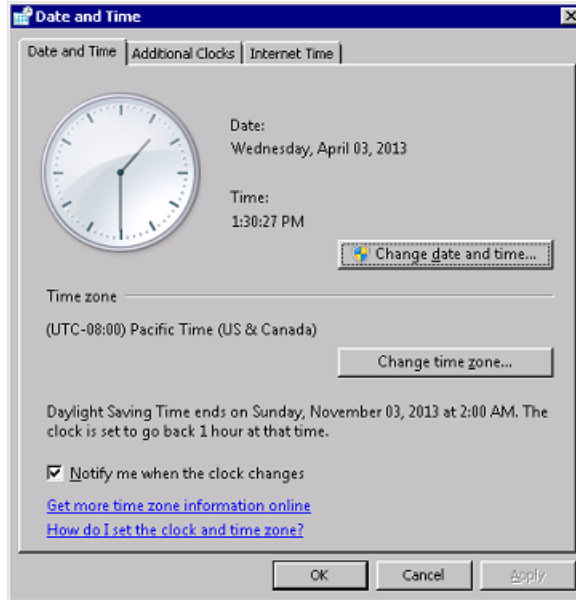 Date and Time
Date and Time
Additional Clocks
Internet Time
Date:
Wednesday, April 03, 2013
Time:
1:30:27 PM
Change date and time...
Time zone
(UTC-08:00) Pacific Time (US & Canada)
Change time zone...
Daylight Saving Time ends on Sunday, November 03, 2013 at 2:00 AM. The
clock is set to go back 1 hour at that time.
Notify me when the clock changes
Get more time zone information online
How do I set the clock and time zone?
OK
Cancel
Apply